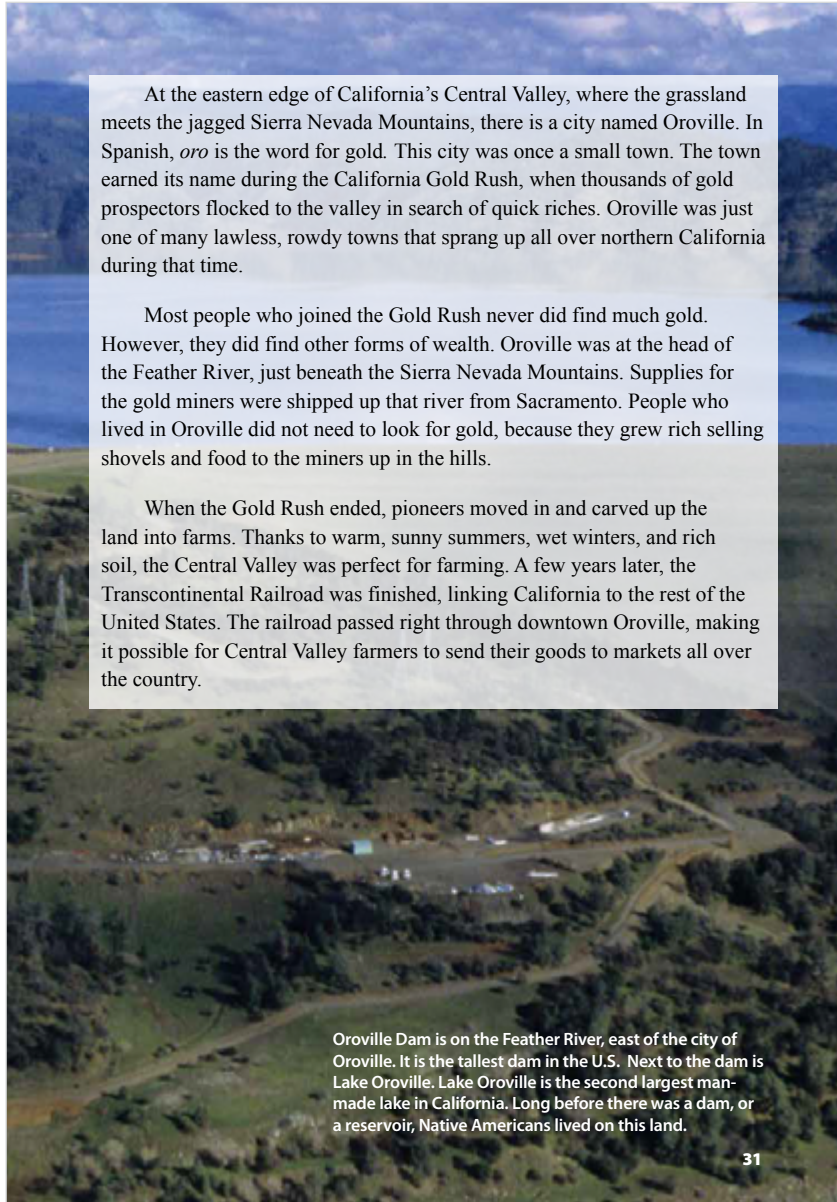 At the eastern edge of California’s Central Valley, where the grassland
meets the jagged Sierra Nevada Mountains, there is a city named Oroville. In
Spanish, oro is the word for gold. This city was once a small town. The town
earned its name during the California Gold Rush, when thousands of gold
prospectors flocked to the valley in search of quick riches. Oroville was just
one of many lawless, rowdy towns that sprang up all over northern California
during that time.
Most people who joined the Gold Rush never did find much gold.
However, they did find other forms of wealth. Oroville was at the head of
the Feather River, just beneath the Sierra Nevada Mountains. Supplies for
the gold miners were shipped up that river from Sacramento. People who
lived in Oroville did not need to look for gold, because they grew rich selling
shovels and food to the miners up in the hills.
When the Gold Rush ended, pioneers moved in and carved up the
land into farms. Thanks to warm, sunny summers, wet winters, and rich
soil, the Central Valley was perfect for farming. A few years later, the
Transcontinental Railroad was finished, linking California to the rest of the
United States. The railroad passed right through downtown Oroville, making
it possible for Central Valley farmers to send their goods to markets all over
the country.
Oroville Dam is on the Feather River, east of the city of
Oroville. It is the tallest dam in the U.S. Next to the dam is
Lake Oroville. Lake Oroville is the second largest man-
made lake in California. Long before there was a dam, or
a reservoir, Native Americans lived on this land.
31